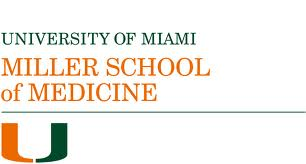 UNIVERSITY OF MIAMI
MILLER SCHOOL
of MEDICINE
U